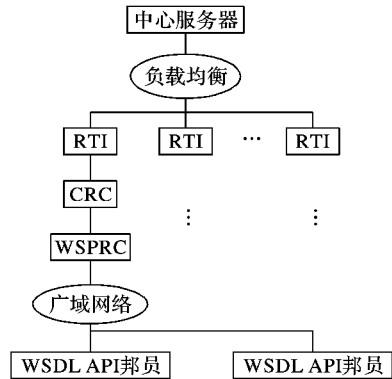 中心服务器
负载均衡
RTI RTI … RTI
CRC
WSPRC
广域网络
WSDL API邦员 WSDL API邦员